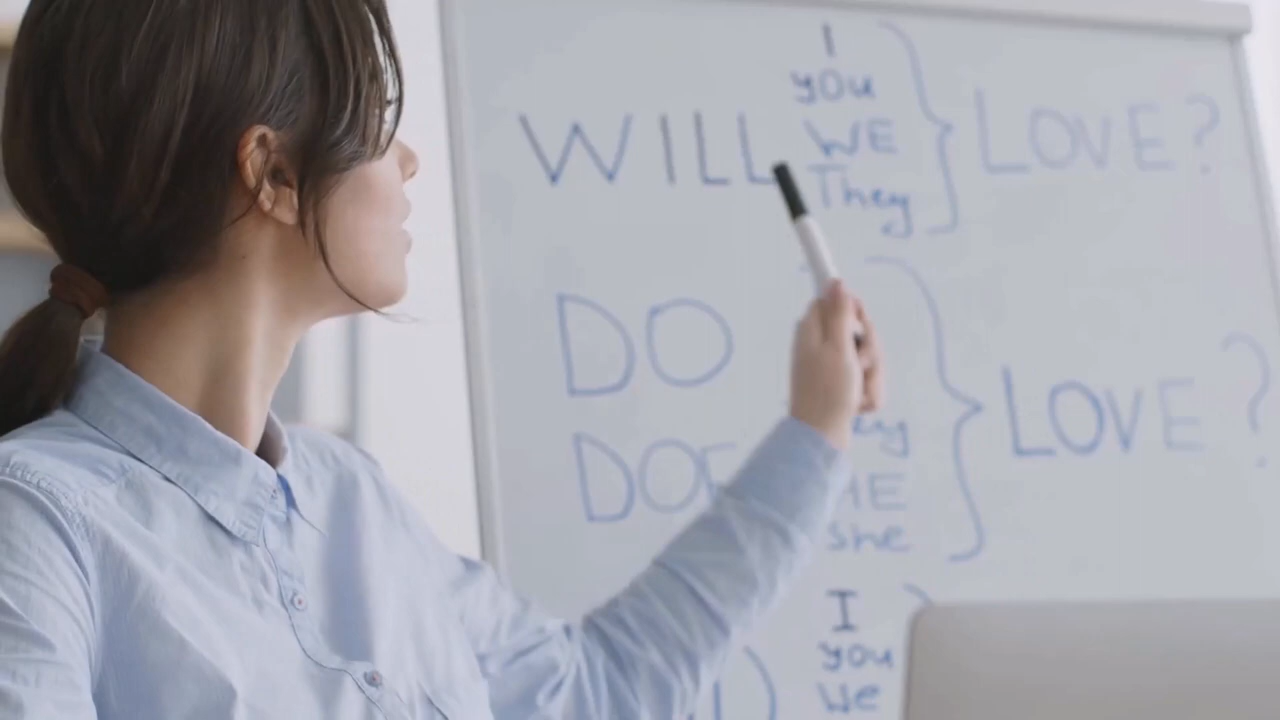 I
you
WILL WE LOVE ?
They
DO
LOVE ?
HE
she
I
you
We